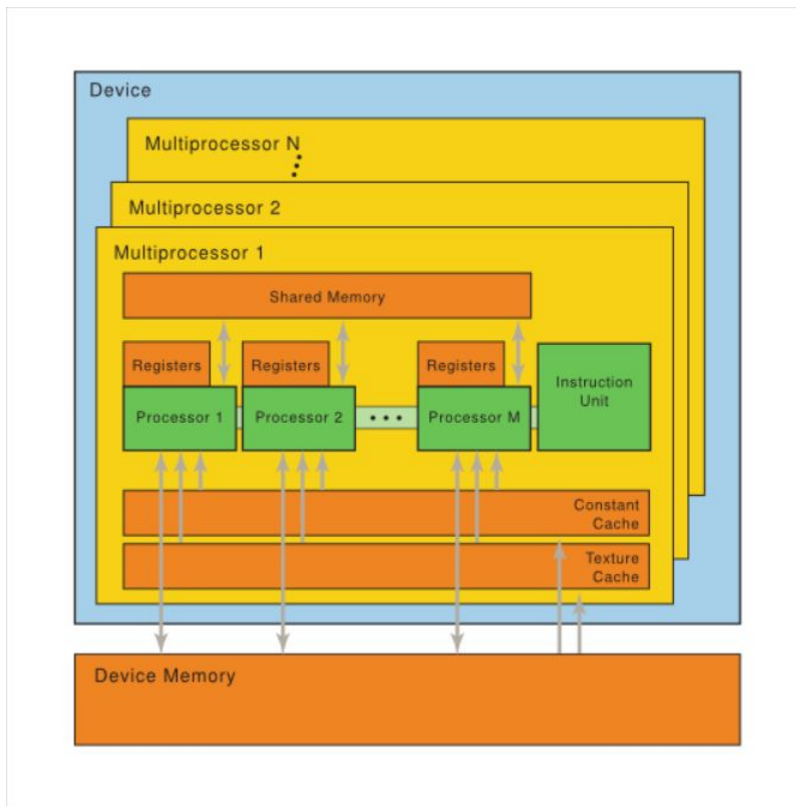 Device
Multiprocessor N
Multiprocessor 2
Multiprocessor 1
Shared Memory
Registers
Registers
Registers
Instruction
Unit
Processor 1
Processor 2
Processor M
Constant
Cache
Texture
Cache
Device Memory